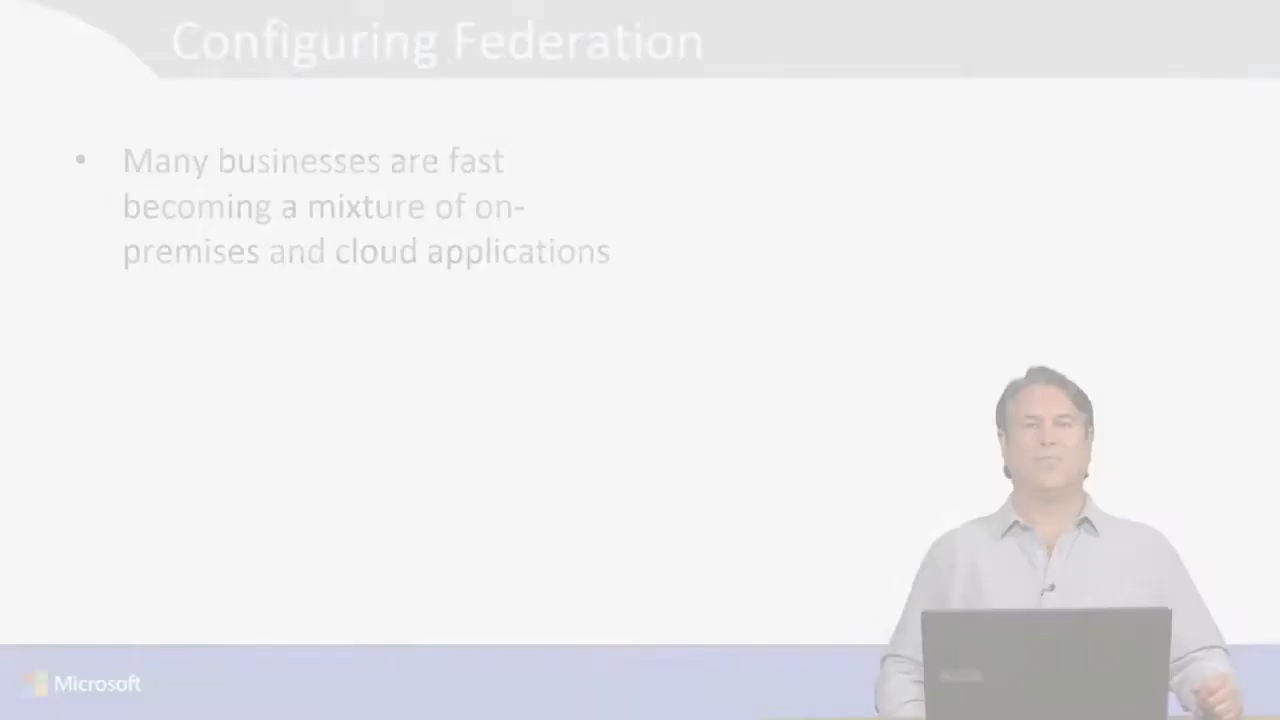 Configuring Federation
• Many businesses are fast
becoming a mixture of on-
premises and cloud applications
Microsoft